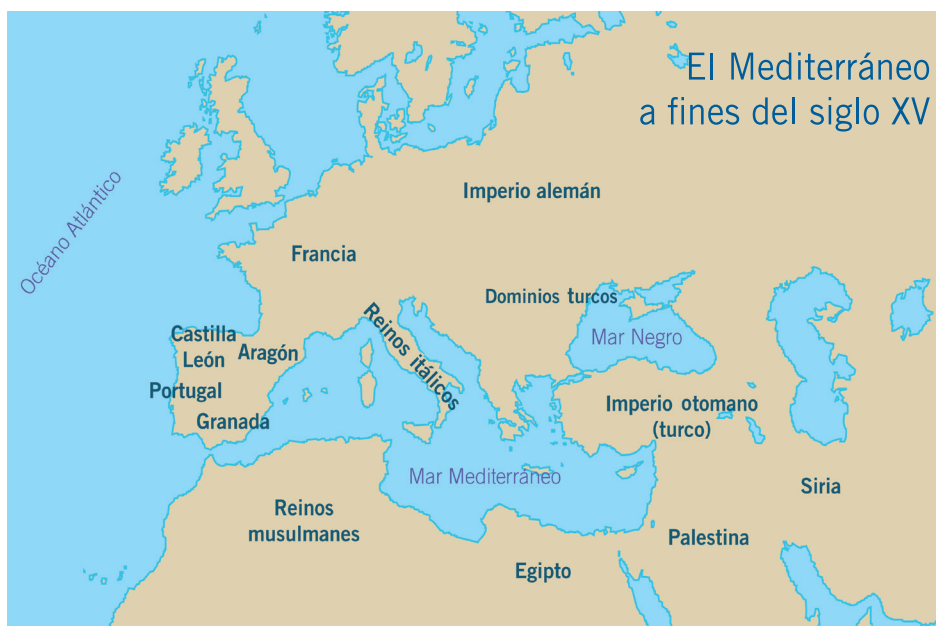 El Mediterráneo
a fines del siglo XV
Océano Atlántico
Imperio alemán
Francia
Dominios turcos
Mar Negro
Reinos itálicos
Castilla
León
Aragón
Portugal
Granada
Imperio otomano
(turco)
Mar Mediterráneo
Siria
Reinos
musulmanes
Palestina
Egipto